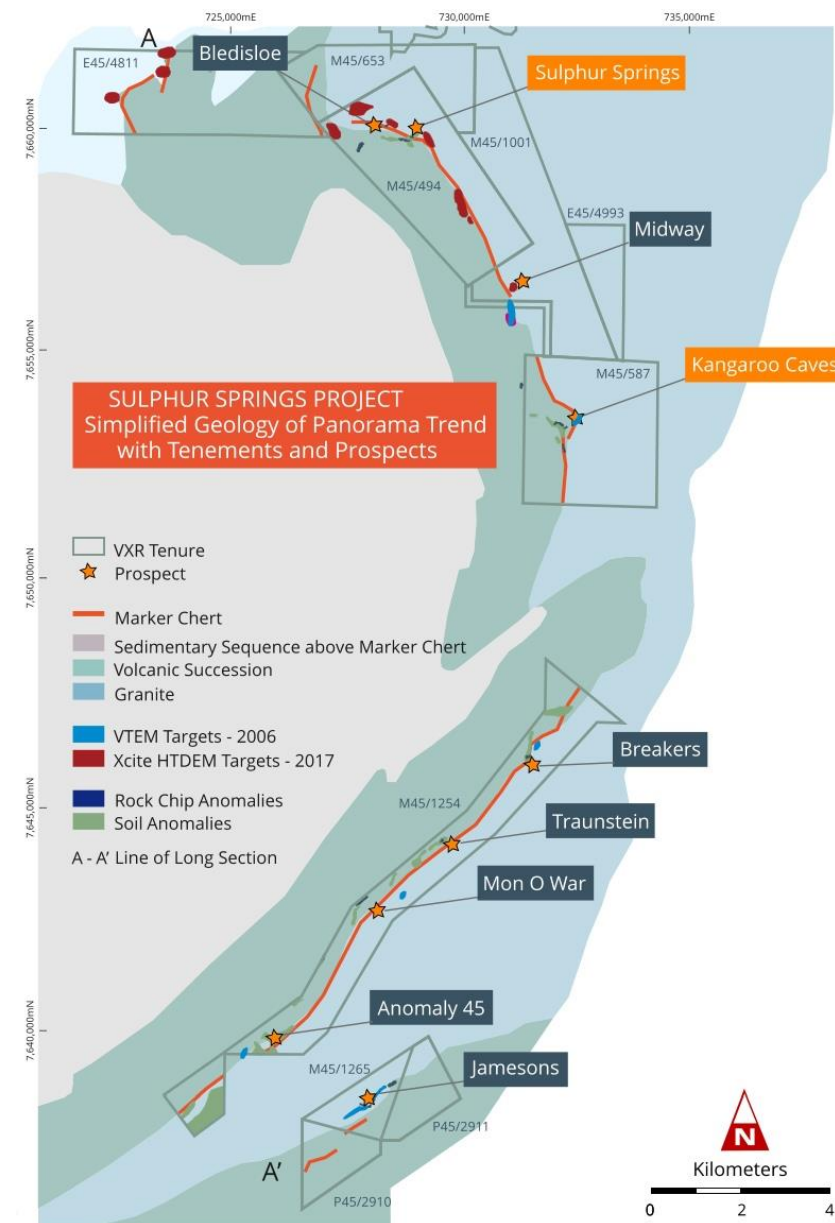 725,000mE
730,000mE
735,000mE
A
Bledisloe
E45/4811
M45/653
Sulphur Springs
7,660,000mN
M45/1001
M45/494
E45/4993
Midway
7,655,000mN
M45/587
Kangaroo Caves
SULPHUR SPRINGS PROJECT
Simplified Geology of Panorama Trend
with Tenements and Prospects
VXR Tenure
Prospect
7,650,000mN
Marker Chert
Sedimentary Sequence above Marker Chert
Volcanic Succession
Granite
VTEM Targets - 2006
Xcite HTDEM Targets - 2017
Rock Chip Anomalies
Soil Anomalies
A - A' Line of Long Section
Breakers
M45/1254
7,645,000mN
Traunstein
Mon O War
Anomaly 45
7,640,000mN
M45/1265
Jamesons
P45/2911
A'
P45/2910
N
Kilometers
0 2 4